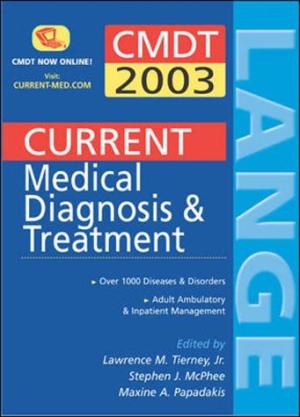 CMDT NOW ONLINE!
Visit:
CURRENT-MED.COM
CMDT
2003
LANGE
CURRENT
Medical
Diagnosis &
Treatment
Over 1000 Diseases & Disorders
Adult Ambulatory
& Inpatient Management
Edited by
Lawrence M. Tierney, Jr.
Stephen J. McPhee
Maxine A. Papadakis